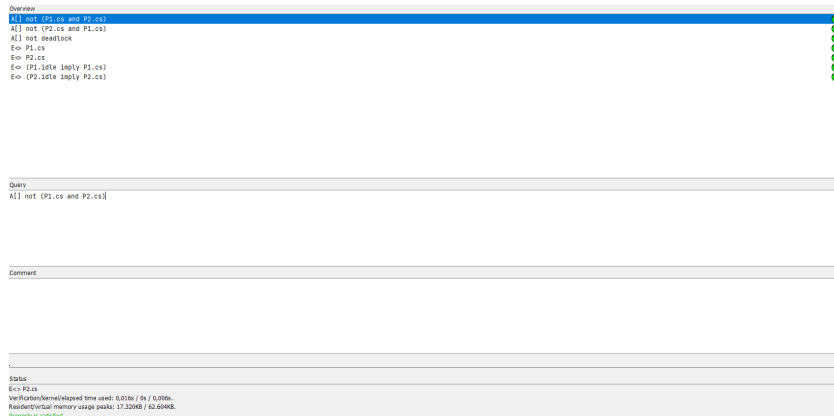 Overview
A[] not (P1.cs and P2.cs)
A[] not (P2.cs and P1.cs)
A[] not deadlock
E<> P1.cs
E<> P2.cs
E<> (P1.idle imply P1.cs)
E<> (P2.idle imply P2.cs)
Query
A[] not (P1.cs and P2.cs)
Comment
Status
E<> P2.cs
Verification/kernel/elapsed time used: 0,016s / 0s / 0,006s.
Resident/virtual memory usage peaks: 17.320KB / 62.604KB.
Property is satisfied.